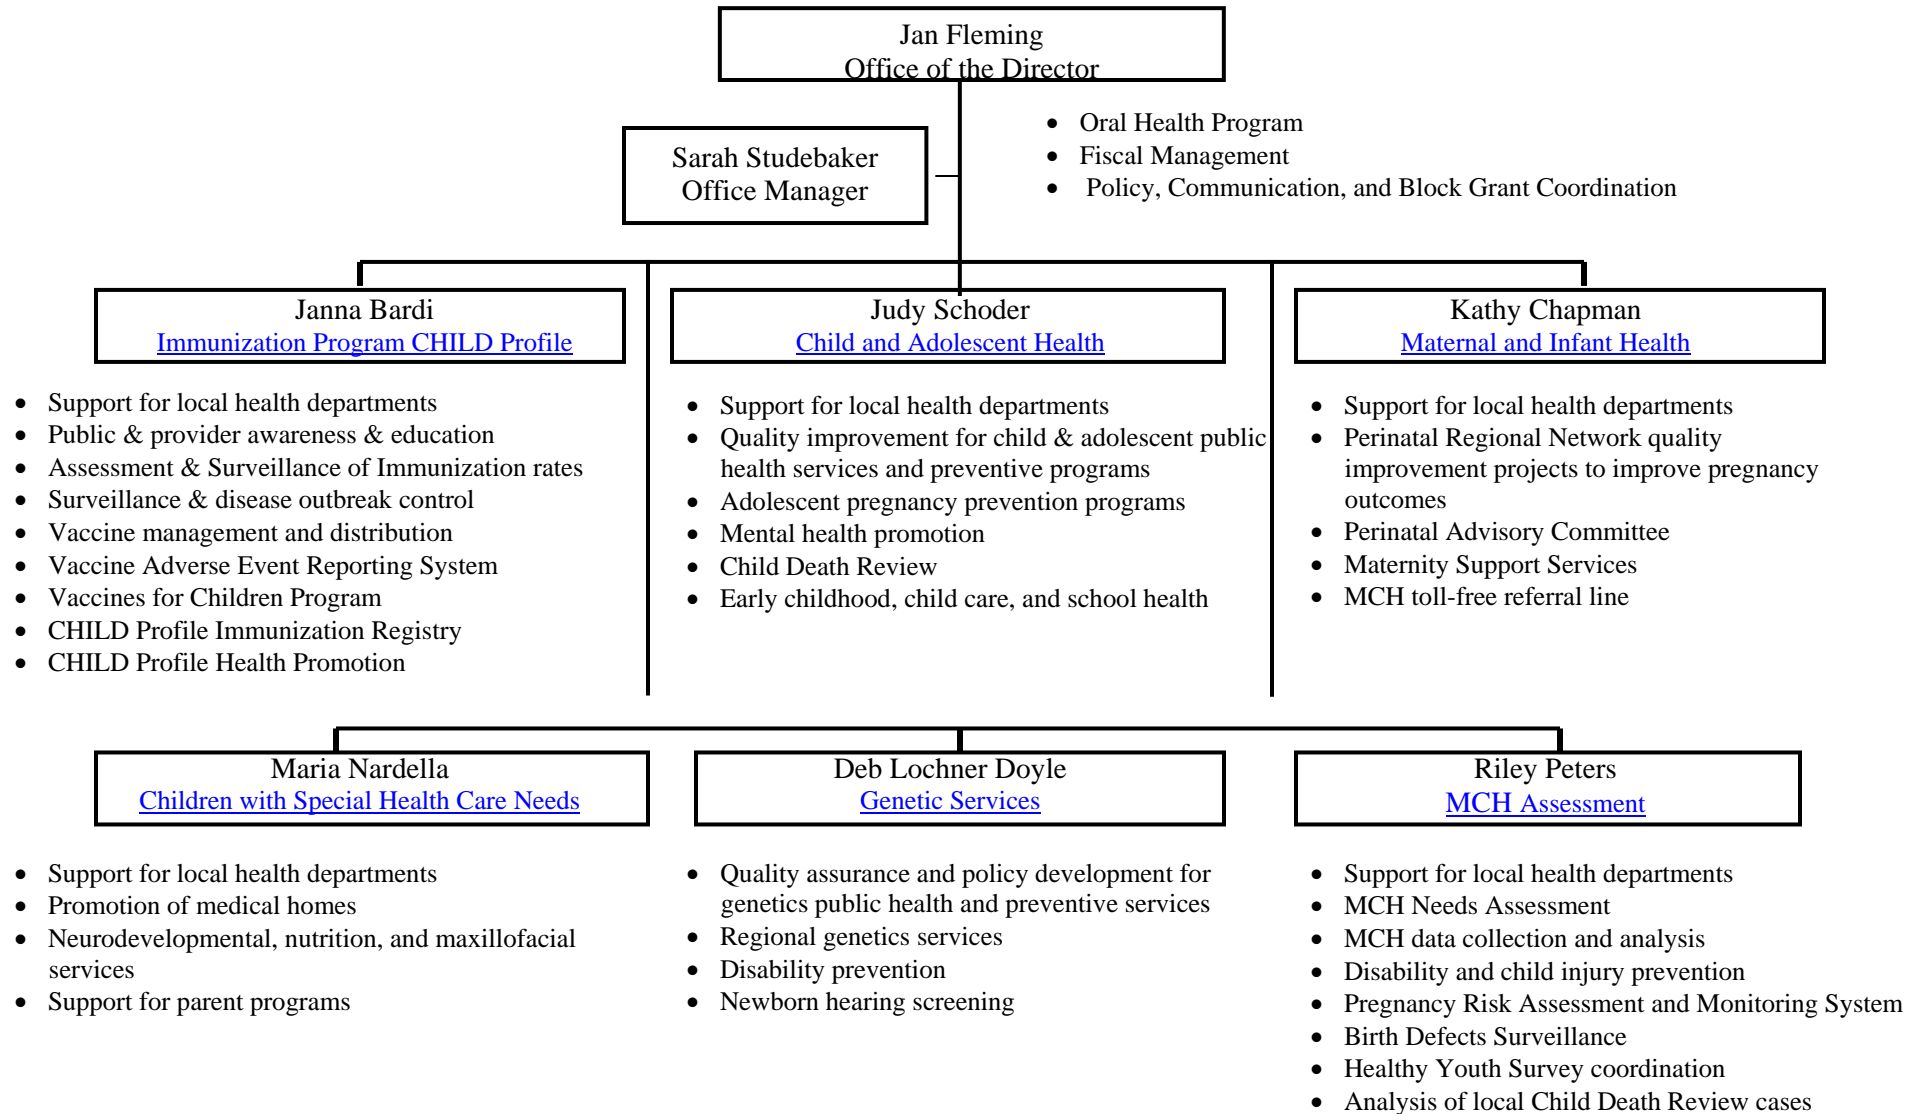 Jan Fleming
Office of the Director
• Oral Health Program
• Fiscal Management
• Policy, Communication, and Block Grant Coordination
Sarah Studebaker
Office Manager
Janna Bardi
Immunization Program CHILD Profile
• Support for local health departments
• Public & provider awareness & education
• Assessment & Surveillance of Immunization rates
• Surveillance & disease outbreak control
• Vaccine management and distribution
• Vaccine Adverse Event Reporting System
• Vaccines for Children Program
• CHILD Profile Immunization Registry
• CHILD Profile Health Promotion
Judy Schoder
Child and Adolescent Health
• Support for local health departments
• Quality improvement for child & adolescent public
health services and preventive programs
• Adolescent pregnancy prevention programs
• Mental health promotion
• Child Death Review
• Early childhood, child care, and school health
Kathy Chapman
Maternal and Infant Health
• Support for local health departments
• Perinatal Regional Network quality
improvement projects to improve pregnancy
outcomes
• Perinatal Advisory Committee
• Maternity Support Services
• MCH toll-free referral line
Maria Nardella
Children with Special Health Care Needs
• Support for local health departments
• Promotion of medical homes
• Neurodevelopmental, nutrition, and maxillofacial
services
• Support for parent programs
Deb Lochner Doyle
Genetic Services
• Quality assurance and policy development for
genetics public health and preventive services
• Regional genetics services
• Disability prevention
• Newborn hearing screening
Riley Peters
MCH Assessment
• Support for local health departments
• MCH Needs Assessment
• MCH data collection and analysis
• Disability and child injury prevention
• Pregnancy Risk Assessment and Monitoring System
• Birth Defects Surveillance
• Healthy Youth Survey coordination
• Analysis of local Child Death Review cases